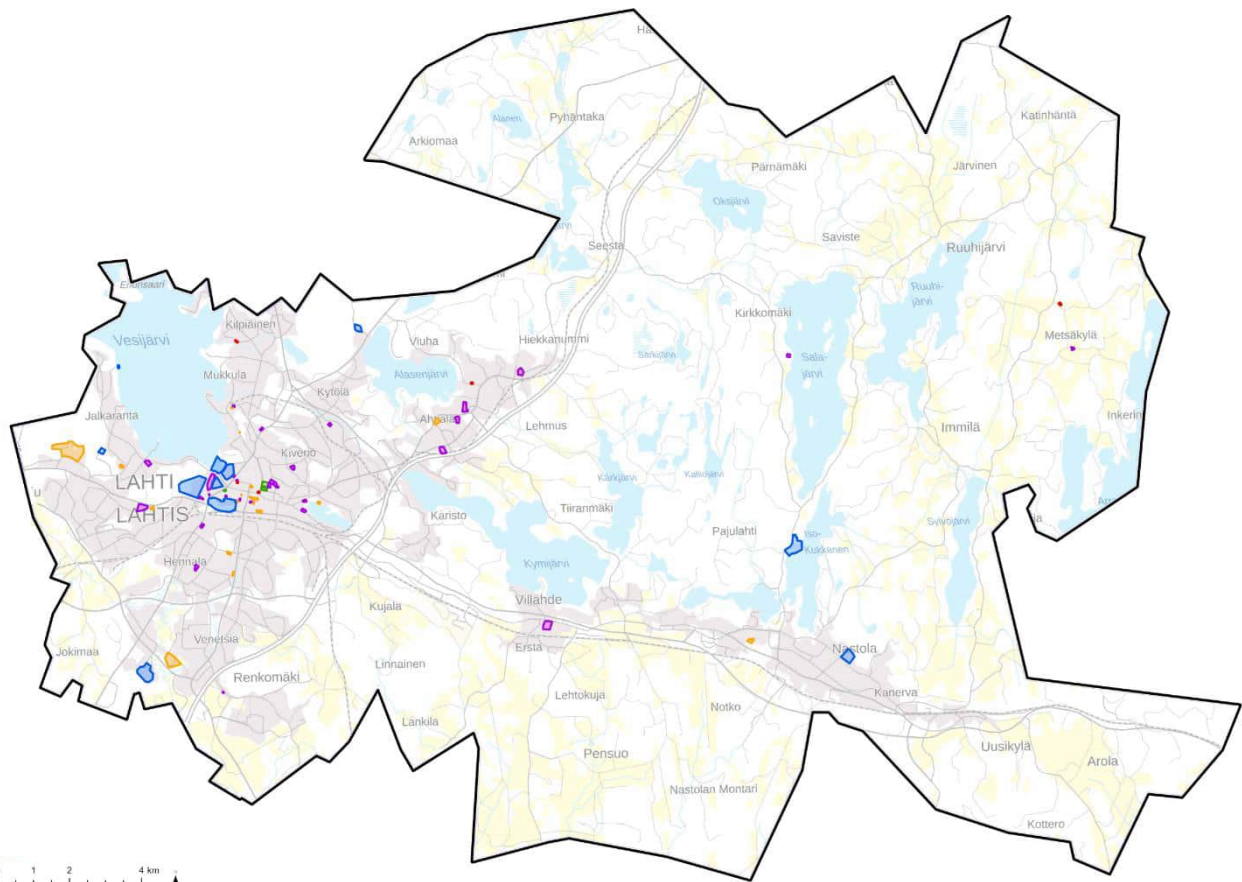 Pyhäntaka
Alanen
Arkiomaa
Katinhäntä
Pärnämäki
Järvinen
Oksjärvi
Saviste
Seesta
Ruuhijärvi
Enonsaari
Ruuhi-
järvi
Kirkkomäki
Kilpiäinen
Vesijärvi
Viuha
Hiekkanummi
Metsäkylä
Särkijärvi
Sala-
järvi
Mukkula
Alasenjärvi
Kytölä
Jalkaranta
Ahtiala
Lehmus
Immilä
Inkerin
Kiveriö
LAHTI
Kärkjärvi
Kalliojärvi
LAHTIS
Karisto
Tiiranmäki
Pajulahti
Iso-
Kukkanen
Sylvöjärvi
Hennala
Kymijärvi
Kujala
Villähde
Venetsia
Erstä
Nastola
Jokimaa
Linnainen
Renkomäki
Lehtokuja
Notko
Kanerva
Lankila
Uusikylä
Pensuo
Arola
Nastolan Montari
Kottero
1 2 4 km